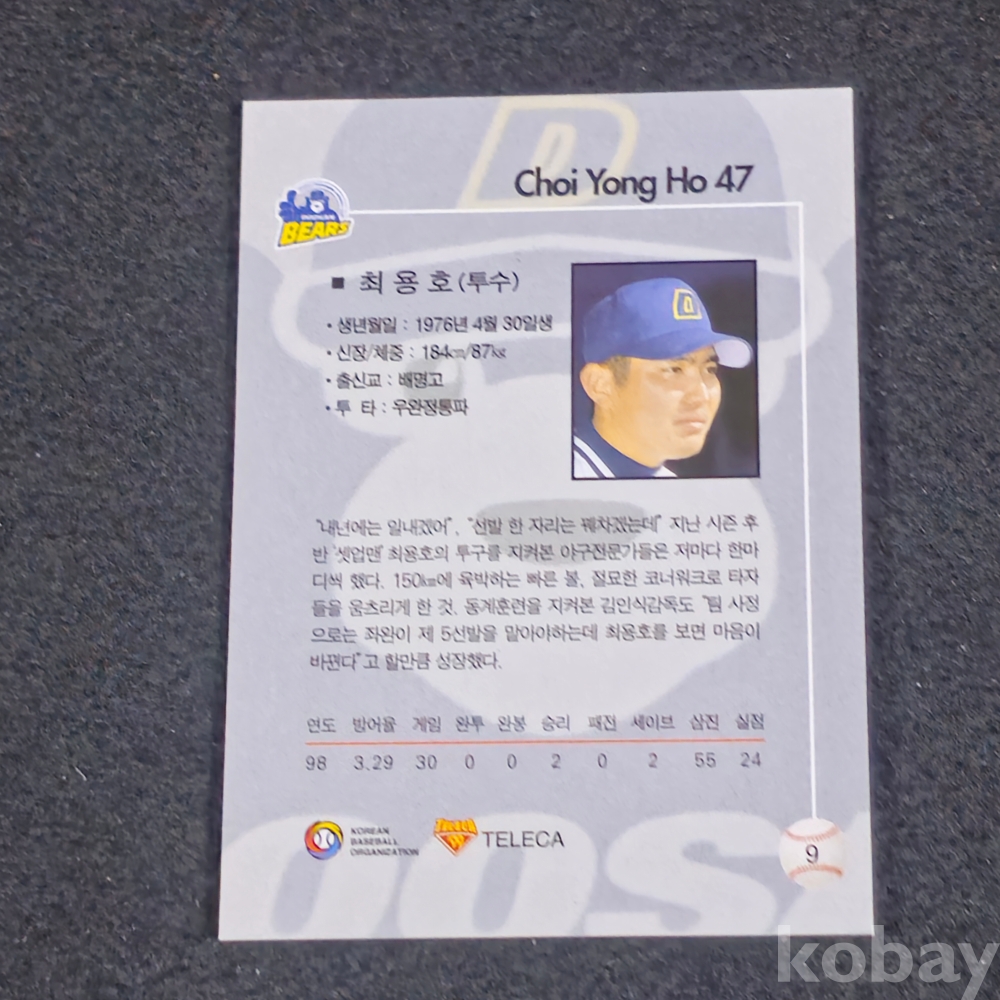 Choi Yong Ho 47
BEARS
■ 최 용 호 (투수)
• 생년월일 : 1976년 4월 30일생
• 신장/체중 : 184㎝/87㎏
• 출신교 : 배명고
• 투 타 : 우완정통파
"내년에는 일내겠어", "선발 한 자리는 꿰차겠는데" 지난 시즌 후
반 '셋업맨' 최용호의 투구를 지켜본 야구전문가들은 저마다 한마
디씩 했다. 150㎞에 육박하는 빠른 볼, 절묘한 코너워크로 타자
들을 움츠리게 한 것. 동계훈련을 지켜본 김인식감독도 "팀 사정
으로는 좌완이 제 5선발을 맡아야하는데 최용호를 보면 마음이
바뀐다"고 할만큼 성장했다.
연도 방어율 게임 완투 완봉 승리 패전 세이브 삼진 실점
98 3.29 30 0 0 2 0 2 55 24
KOREAN
BASEBALL
ORGANIZATION
TELECA
99
TELECA
9
kobay